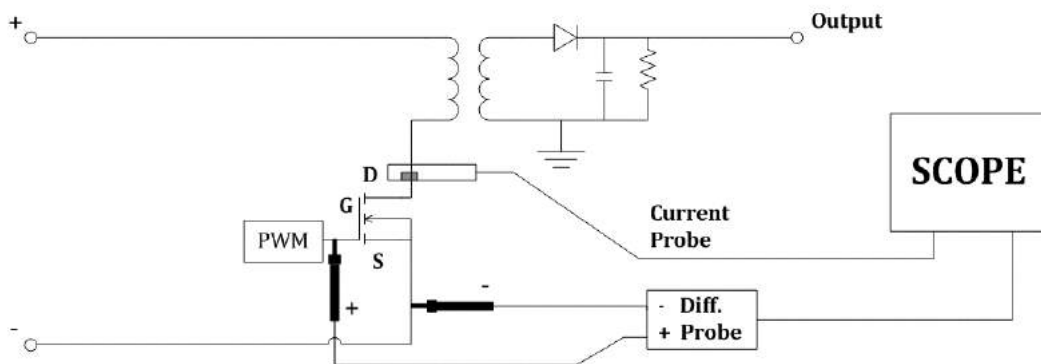 +
Output
D
G
PWM
S
+
-
-
Current
Probe
SCOPE
- Diff.
+ Probe